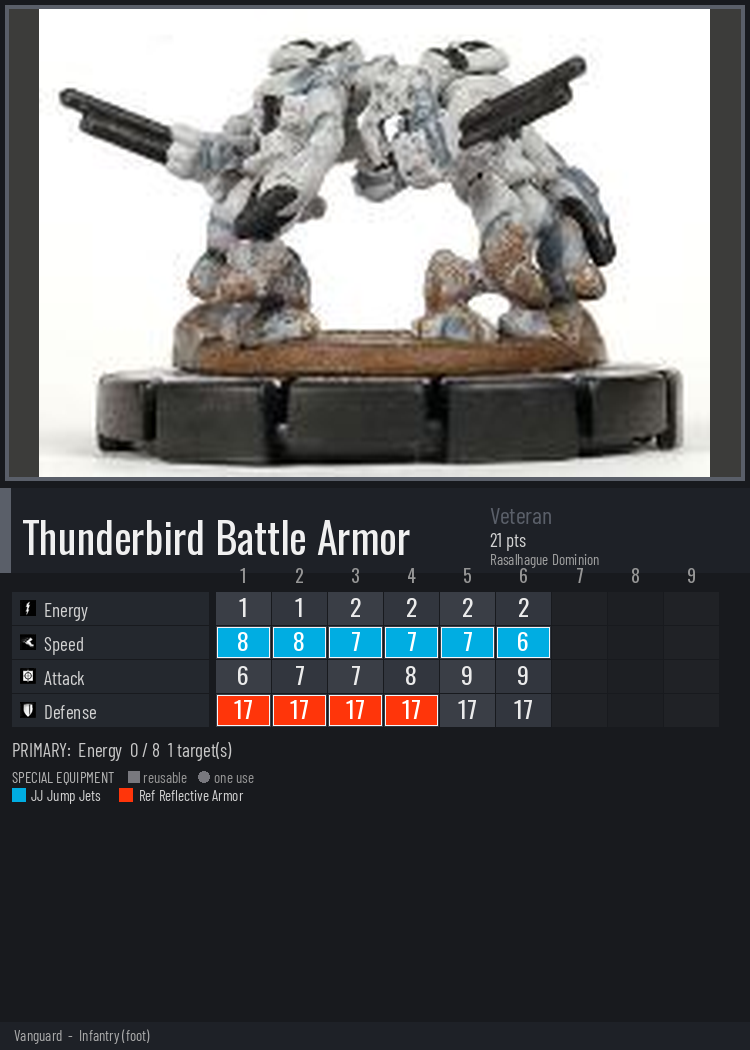 Thunderbird Battle Armor
Veteran
21 pts
Rasalhague Dominion
1 2 3 4 5 6 7 8 9
Energy 1 1 2 2 2 2
Speed 8 8 7 7 7 6
Attack 6 7 7 8 9 9
Defense 17 17 17 17 17 17
PRIMARY: Energy 0 / 8 1 target(s)
SPECIAL EQUIPMENT reusable one use
JJ Jump Jets Ref Reflective Armor
Vanguard - Infantry (foot)